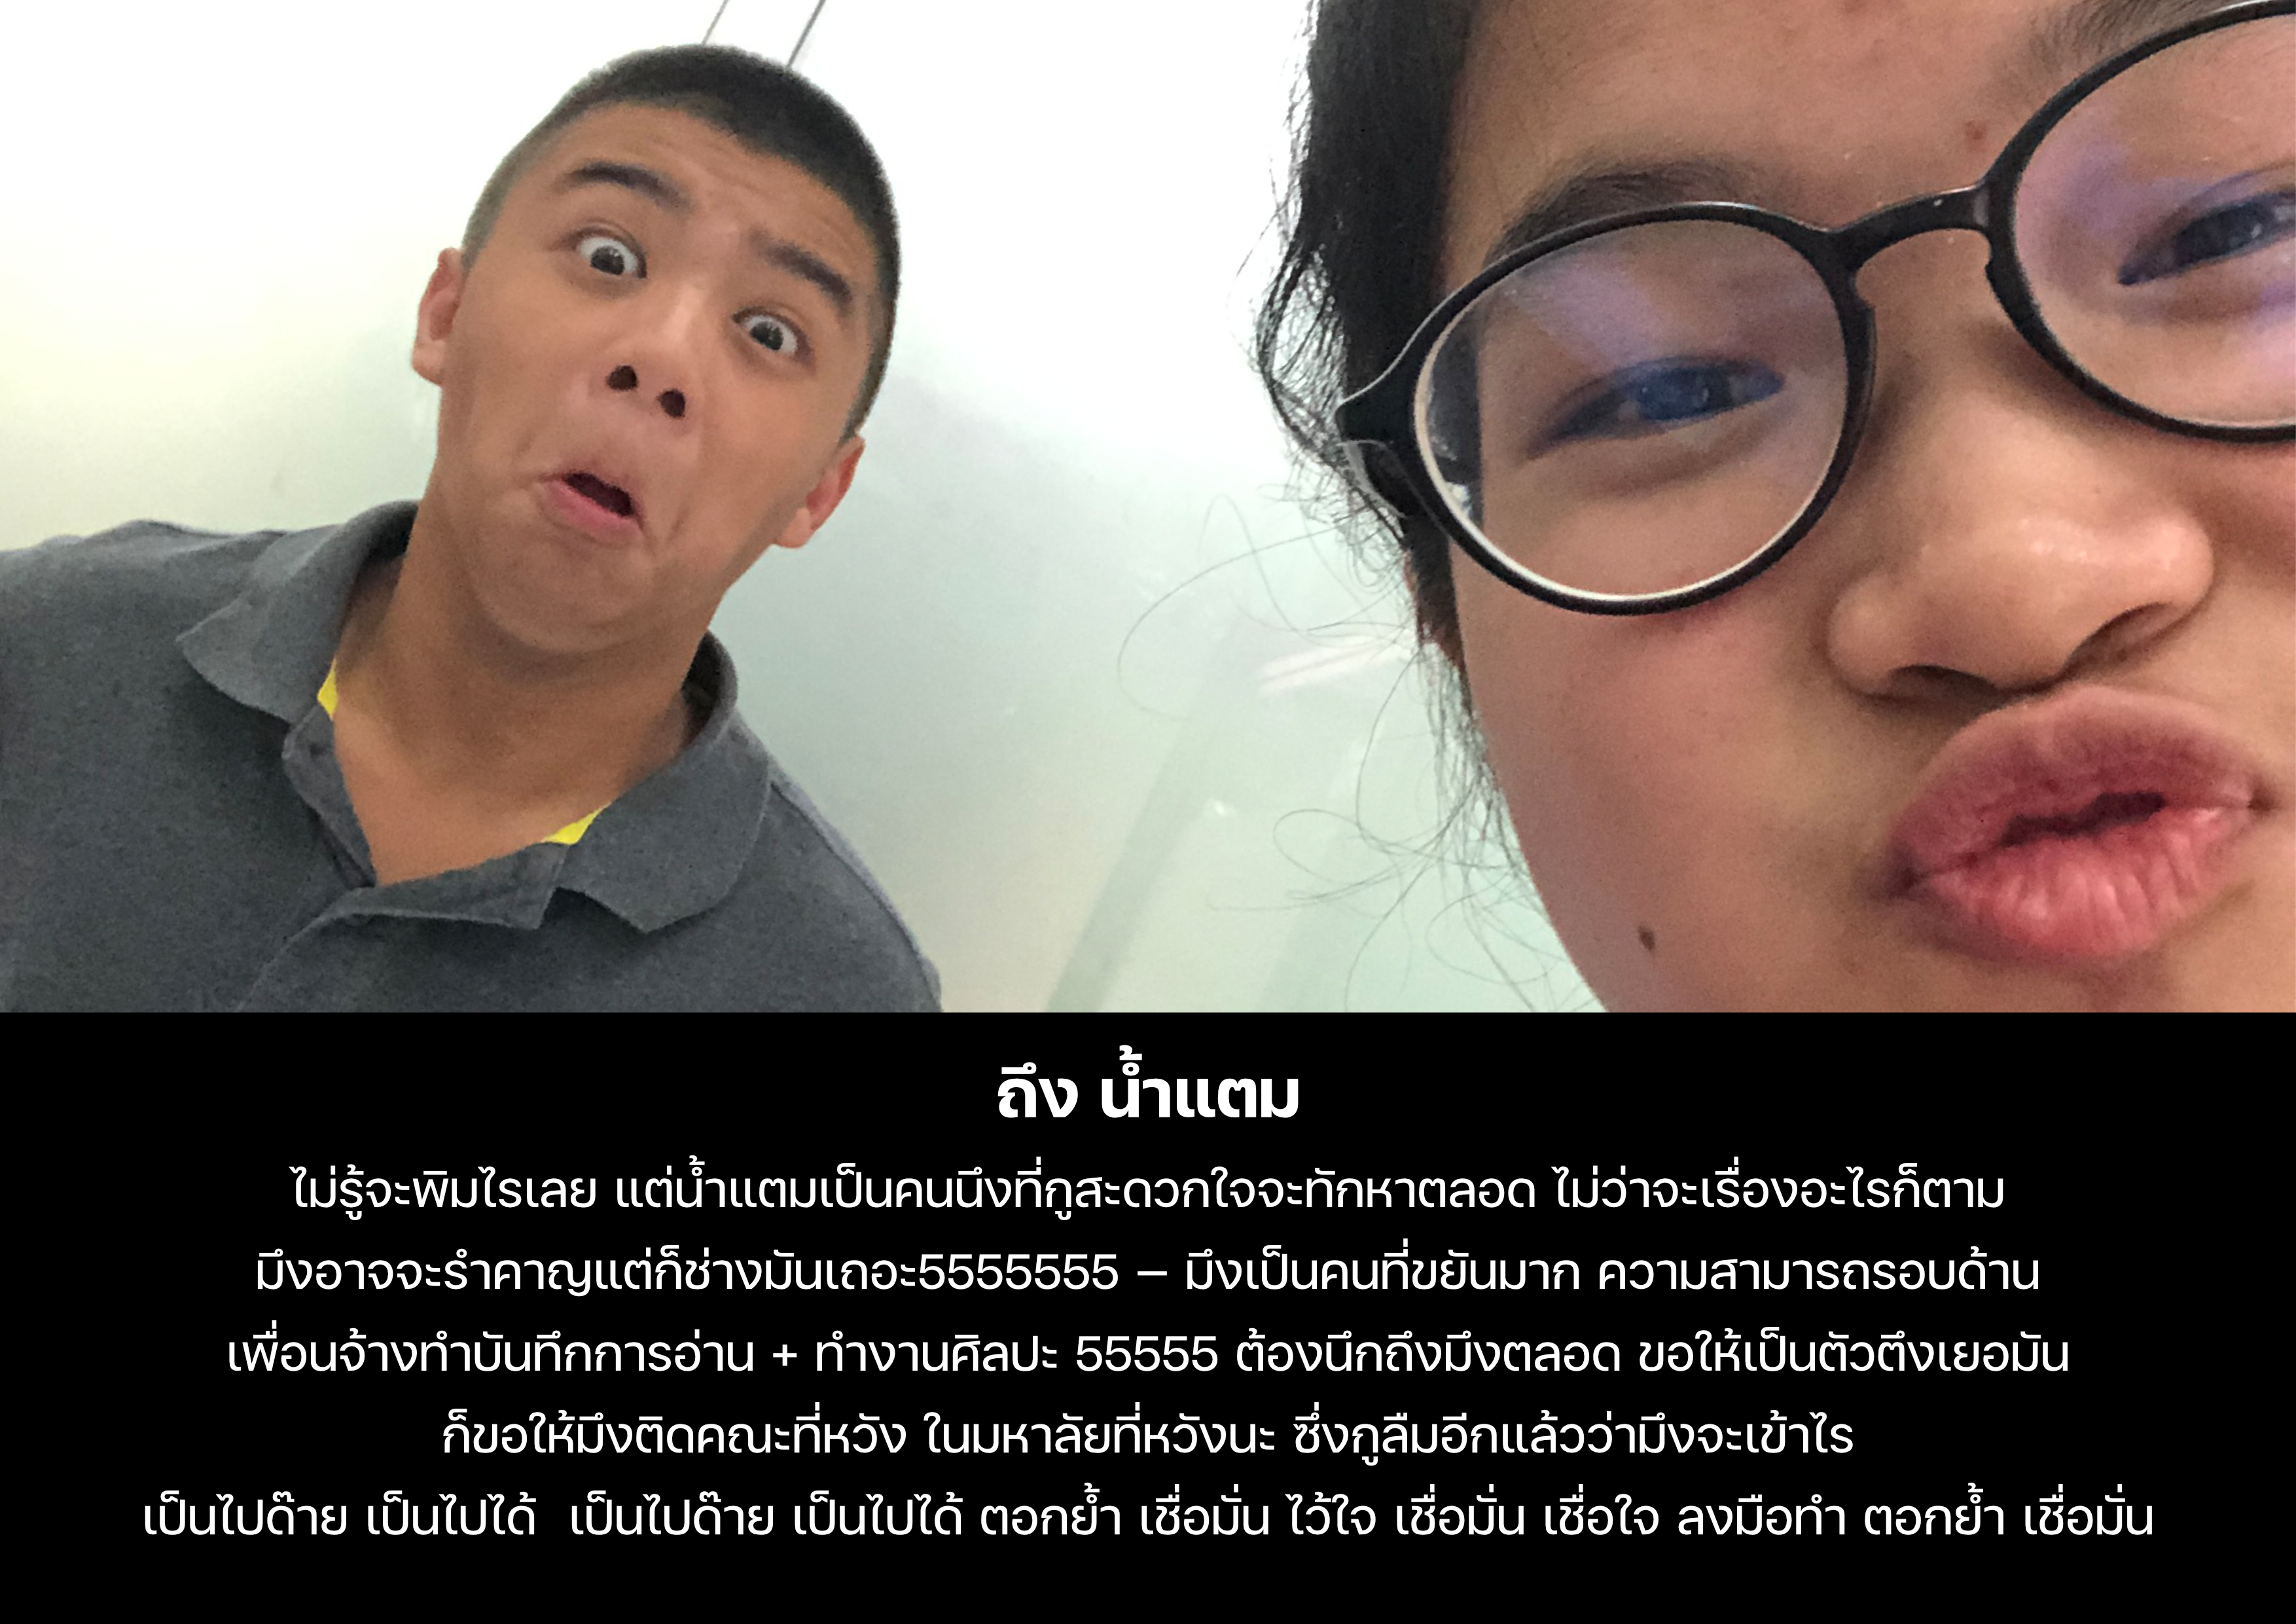 ถึง น้ำแตม
ไม่รู้จะพิมไรเลย แต่น้ำแตมเป็นคนนึงที่กูสะดวกใจจะทักหาตลอด ไม่ว่าจะเรื่องอะไรก็ตาม
มึงอาจจะรำคาญแต่ก็ช่างมันเถอะ5555555 – มึงเป็นคนที่ขยันมาก ความสามารถรอบด้าน
เพื่อนจ้างทำบันทึกการอ่าน + ทำงานศิลปะ 55555 ต้องนึกถึงมึงตลอด ขอให้เป็นตัวตึงเยอมัน
ก็ขอให้มึงติดคณะที่หวัง ในมหาลัยที่หวังนะ ซึ่งกูลืมอีกแล้วว่ามึงจะเข้าไร
เป็นไปด๊าย เป็นไปได้  เป็นไปด๊าย เป็นไปได้ ตอกย้ำ เชื่อมั่น ไว้ใจ เชื่อมั่น เชื่อใจ ลงมือทำ ตอกย้ำ เชื่อมั่น